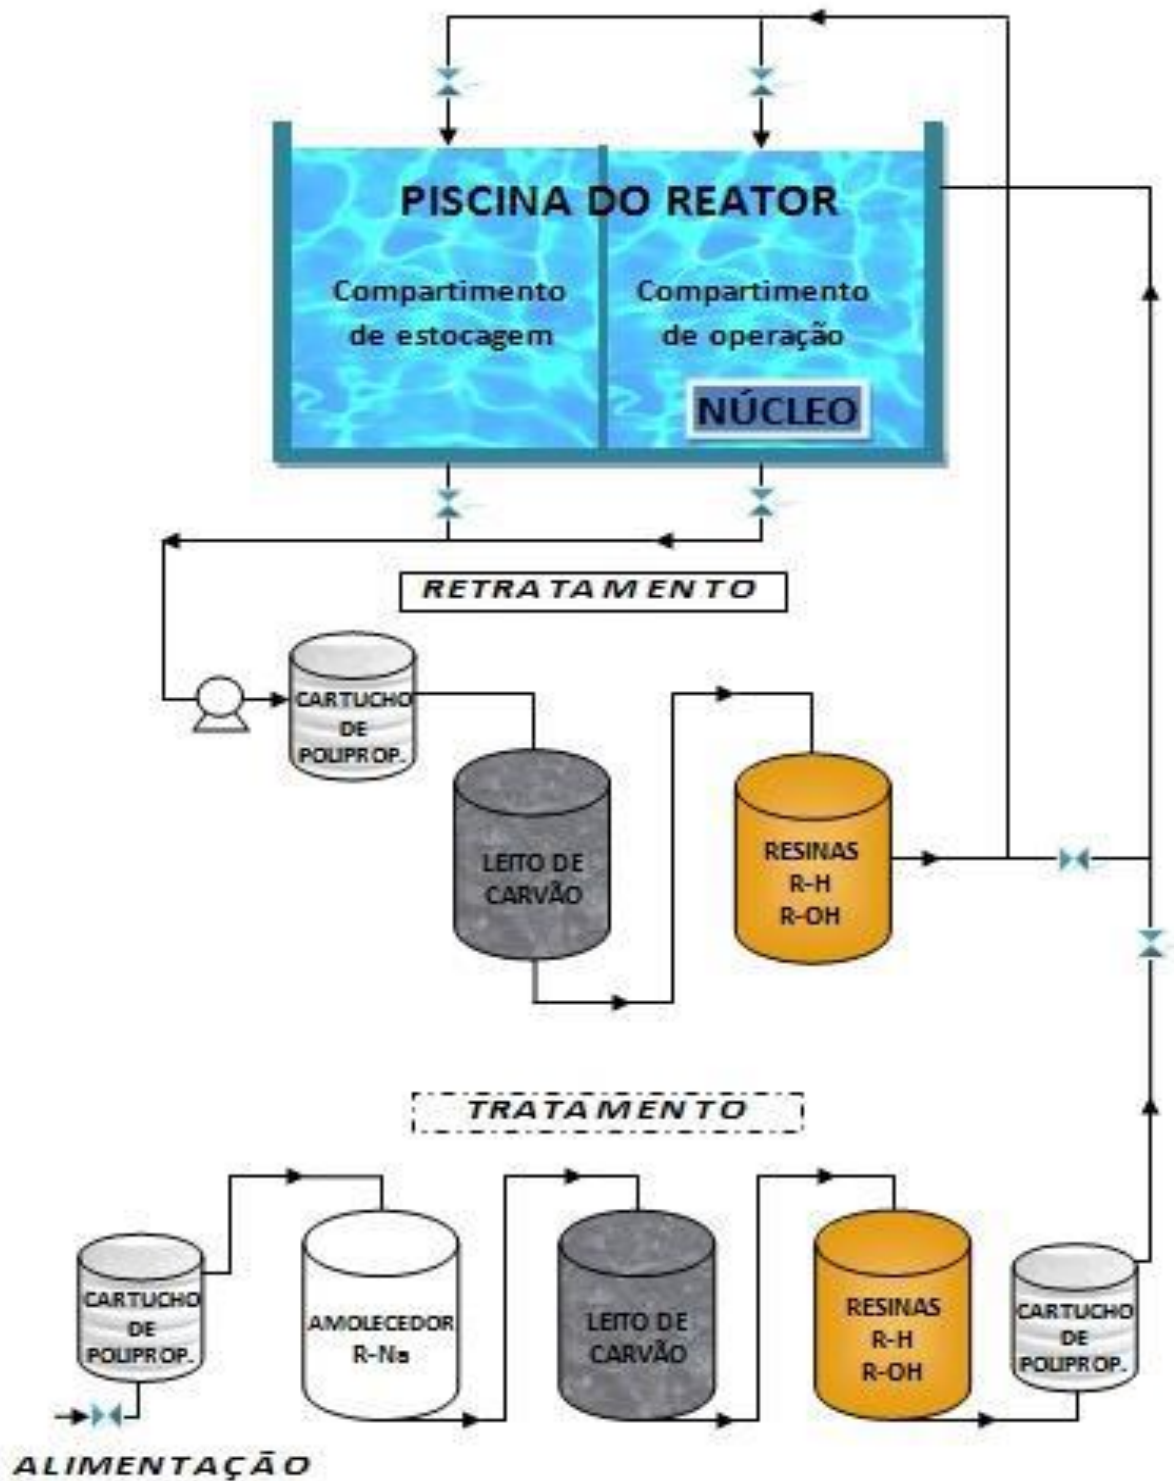 PISCINA DO REATOR
Compartimento
de estocagem
Compartimento
de operação
NÚCLEO
RETRATAMENTO
CARTUCHO
DE
POLIPROP.
LEITO DE
CARVÃO
RESINAS
R-H
R-OH
TRATAMENTO
CARTUCHO
DE
POLIPROP.
AMOLECEDOR
R-Na
LEITO DE
CARVÃO
RESINAS
R-H
R-OH
CARTUCHO
DE
POLIPROP.
ALIMENTAÇÃO